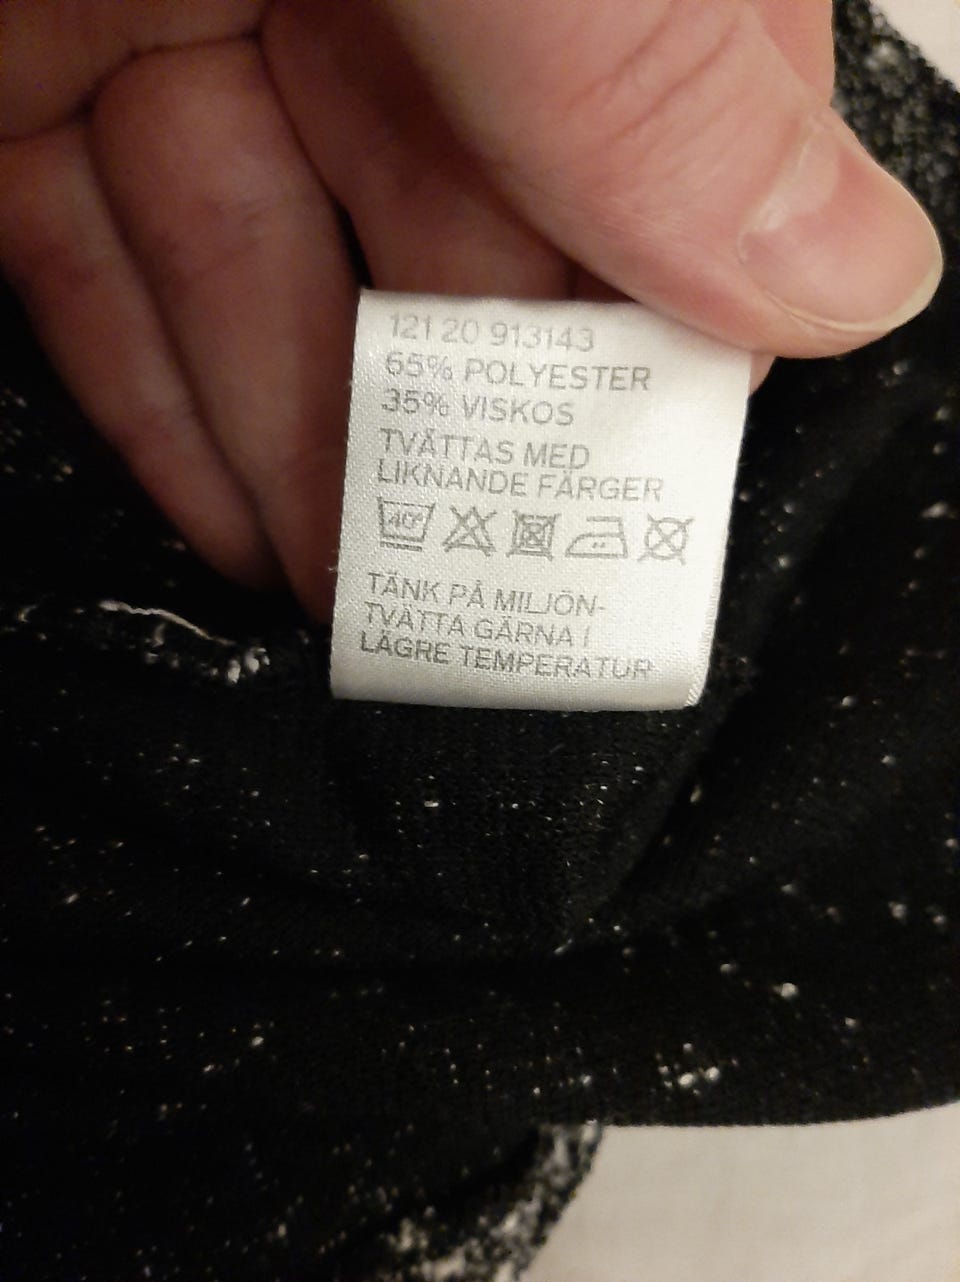 121 20 913143
65% POLYESTER
35% VISKOS
TVÄTTAS MED
LIKNANDE FÄRGER
40°
TÄNK PÅ MILJÖN-
TVÄTTA GÄRNA I
LÄGRE TEMPERATUR